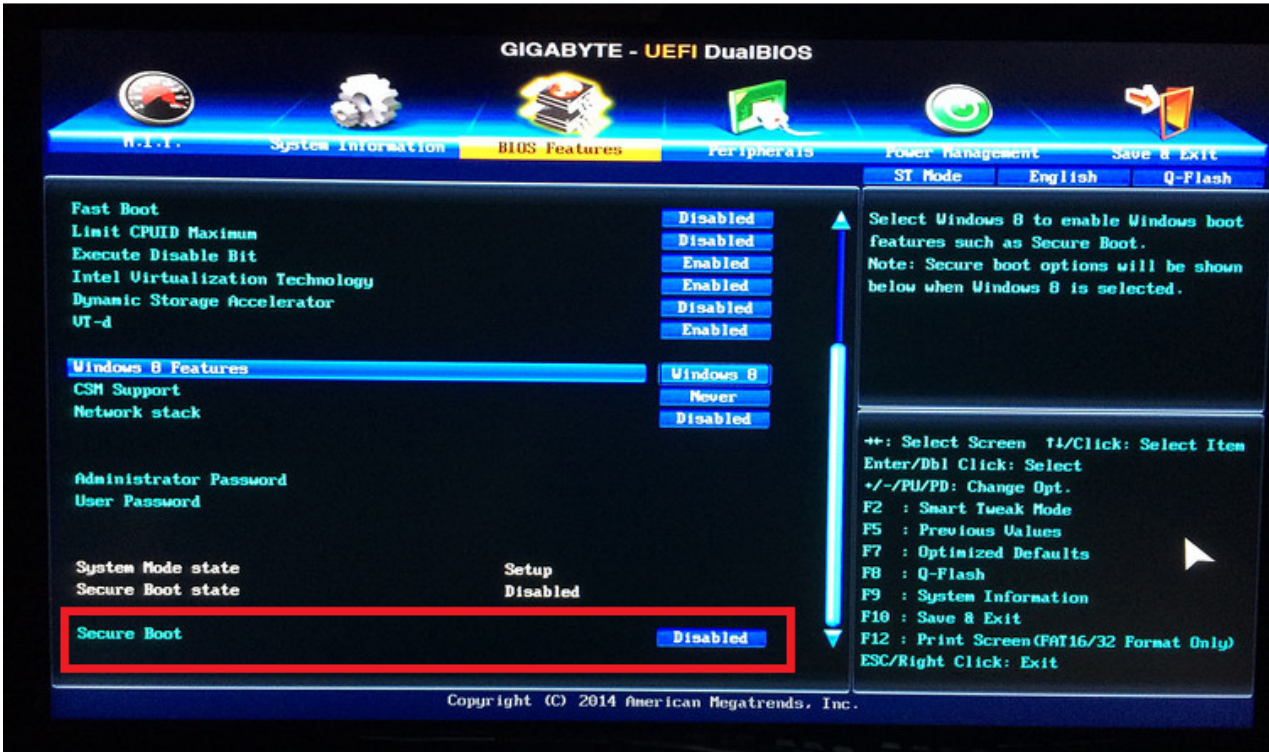 GIGABYTE - UEFI DualBIOS
M.I.T. System Information BIOS Features Peripherals Power Management Save & Exit
ST Mode English Q-Flash
Fast Boot Disabled
Limit CPUID Maximum Disabled
Execute Disable Bit Enabled
Intel Virtualization Technology Enabled
Dynamic Storage Accelerator Disabled
VT-d Enabled
Windows 8 Features Windows 8
CSM Support Never
Network stack Disabled
Administrator Password
User Password
System Mode state Setup
Secure Boot state Disabled
Secure Boot Disabled
Select Windows 8 to enable Windows boot
features such as Secure Boot.
Note: Secure boot options will be shown
below when Windows 8 is selected.
→←: Select Screen ↑↓/Click: Select Item
Enter/Dbl Click: Select
+/-/PU/PD: Change Opt.
F2 : Smart Tweak Mode
F5 : Previous Values
F7 : Optimized Defaults
F8 : Q-Flash
F9 : System Information
F10 : Save & Exit
F12 : Print Screen(FAT16/32 Format Only)
ESC/Right Click: Exit
Copyright (C) 2014 American Megatrends, Inc.